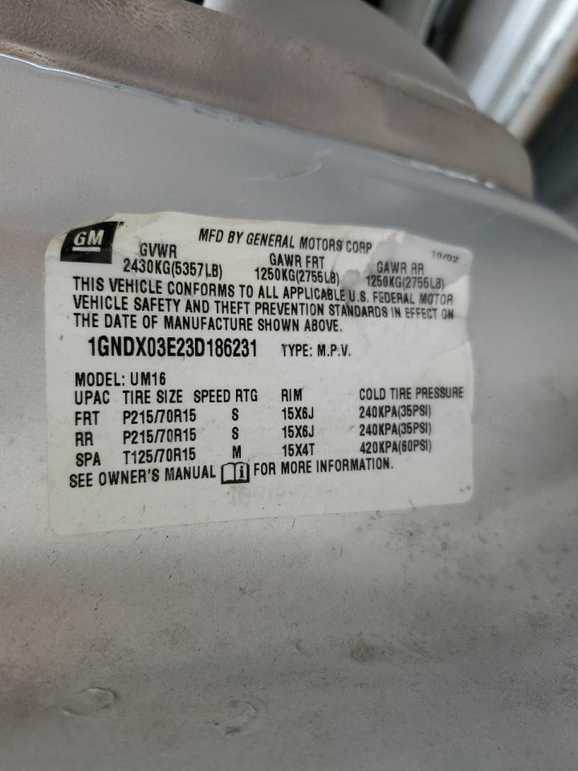 GM
MFD BY GENERAL MOTORS CORP 10/02
GVWR GAWR FRT GAWR RR
2430KG(5357LB) 1250KG(2755LB) 1250KG(2755LB)
THIS VEHICLE CONFORMS TO ALL APPLICABLE U.S. FEDERAL MOTOR
VEHICLE SAFETY AND THEFT PREVENTION STANDARDS IN EFFECT ON
THE DATE OF MANUFACTURE SHOWN ABOVE.
1GNDX03E23D186231 TYPE: M.P.V.
MODEL: UM16
UPAC TIRE SIZE SPEED RTG RIM COLD TIRE PRESSURE
FRT P215/70R15 S 15X6J 240KPA(35PSI)
RR P215/70R15 S 15X6J 240KPA(35PSI)
SPA T125/70R15 M 15X4T 420KPA(60PSI)
SEE OWNER'S MANUAL FOR MORE INFORMATION.